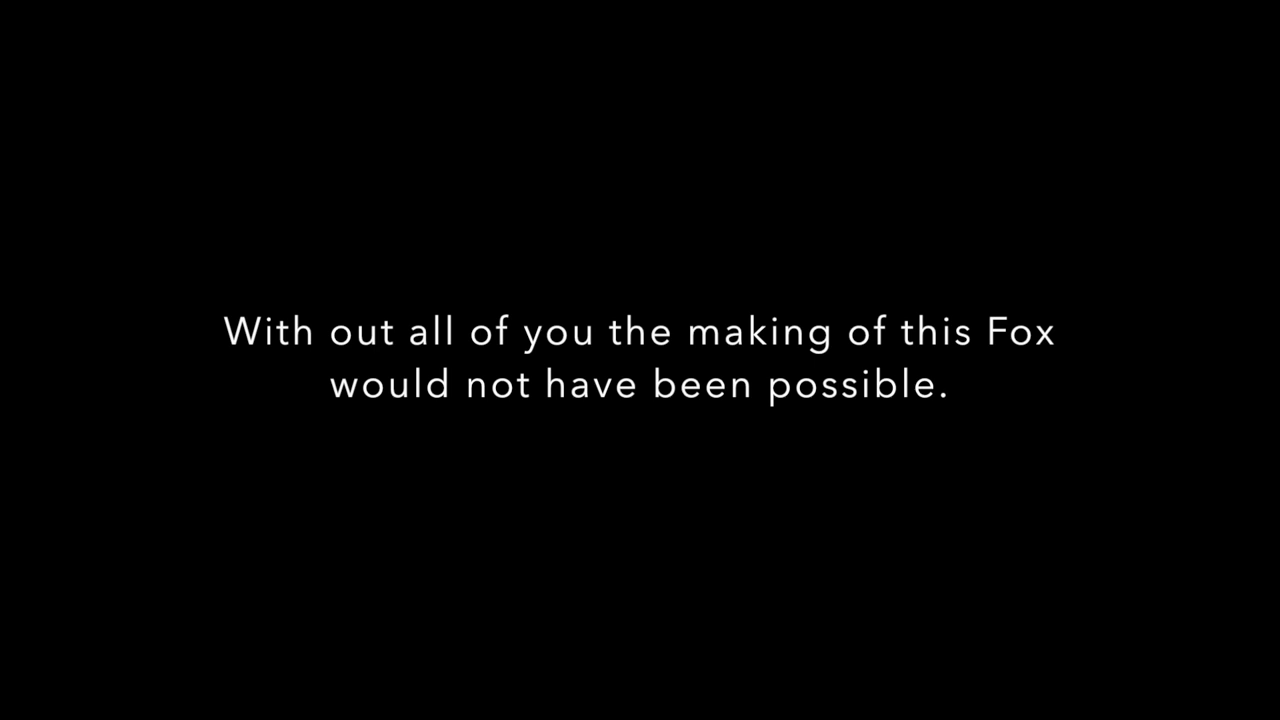 With out all of you the making of this Fox
would not have been possible.